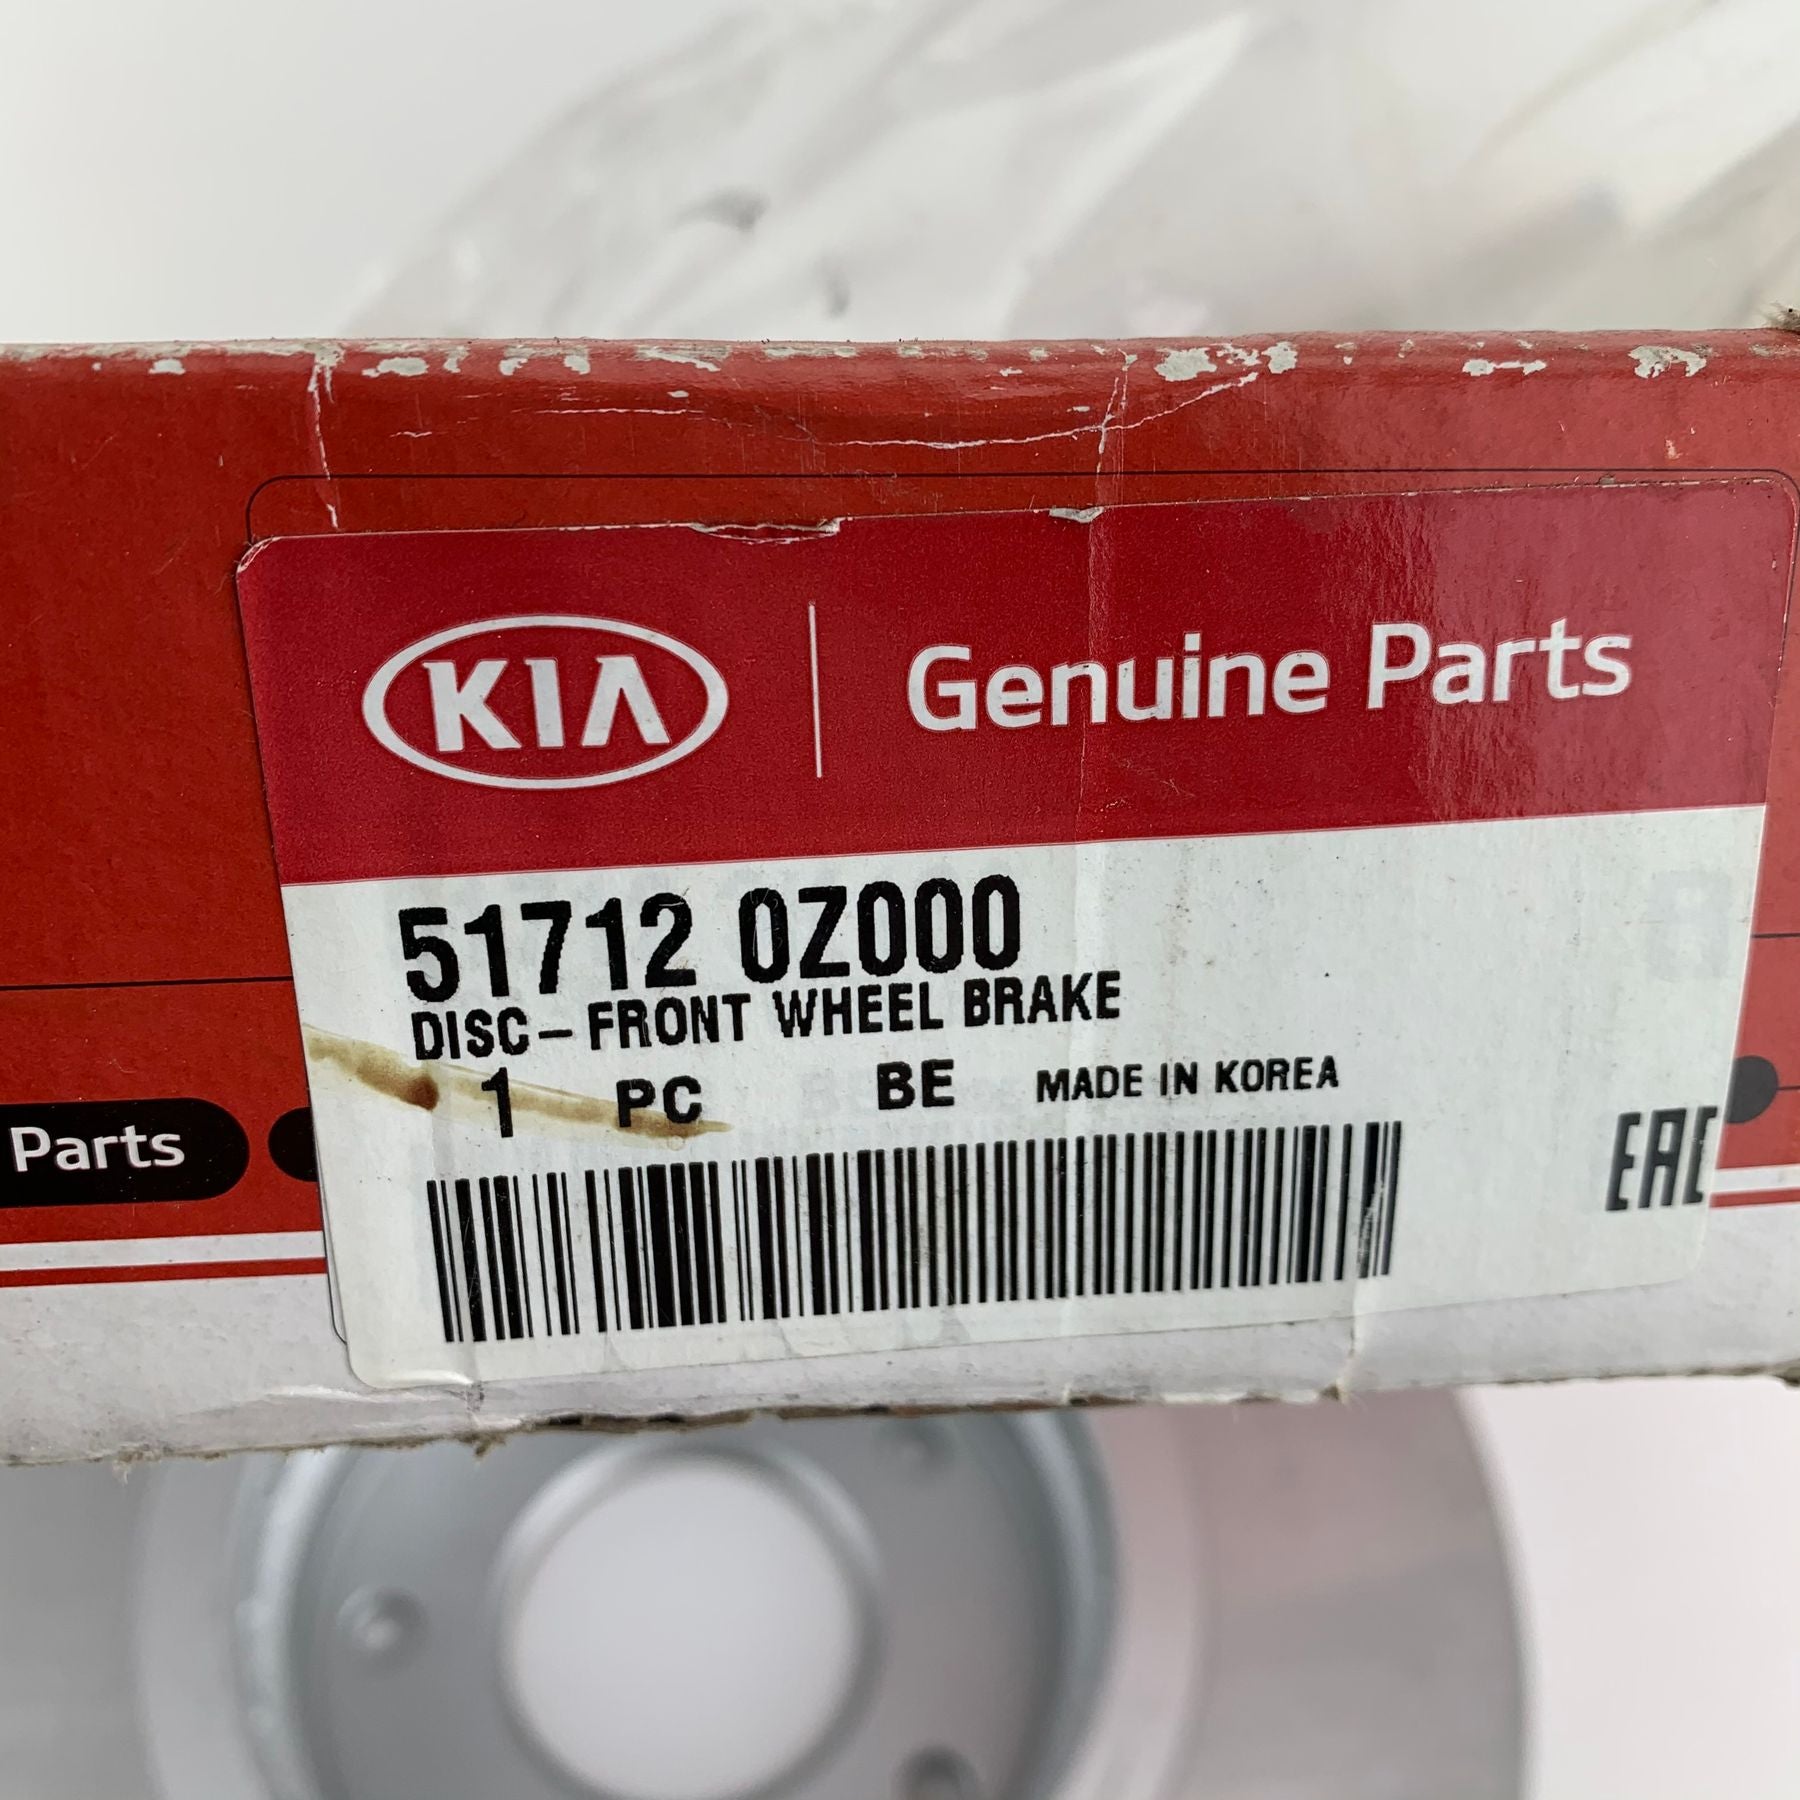 KIA Genuine Parts
51712 0Z000
DISC-FRONT WHEEL BRAKE
1 PC BE MADE IN KOREA
Parts
EAC